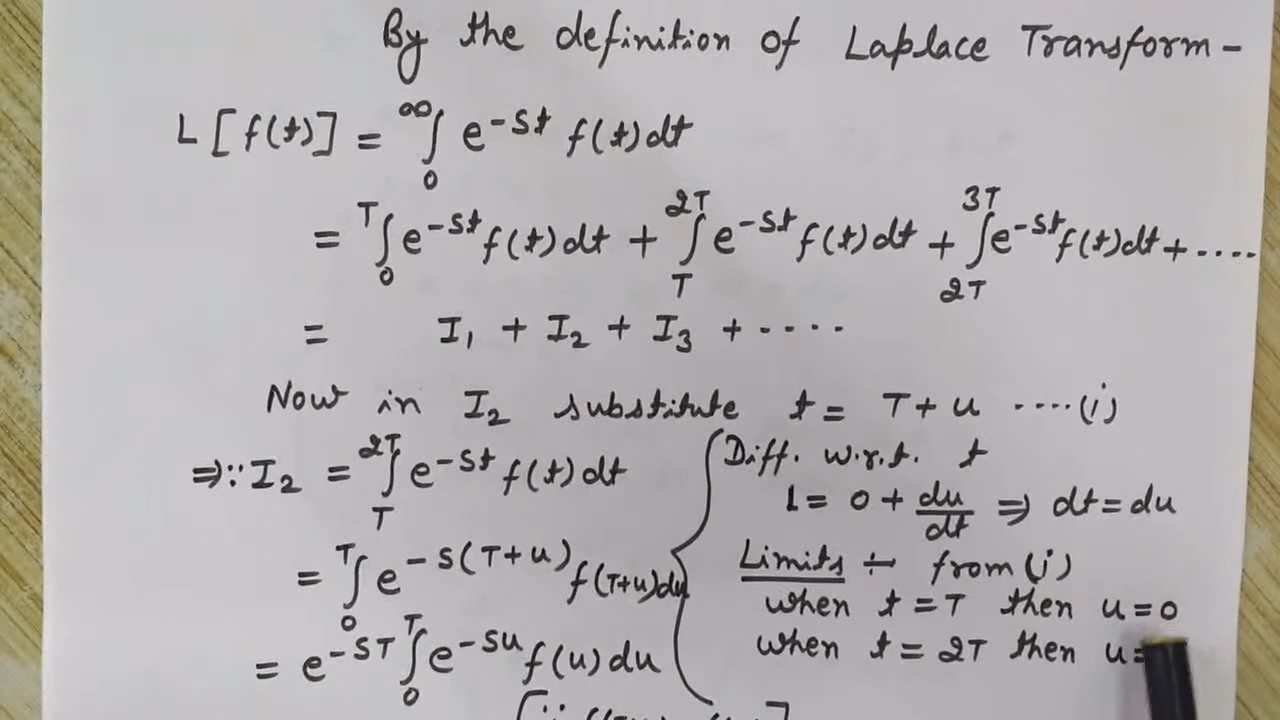 By the definition of Laplace Transform -
L[f(t)] = ∫₀^∞ e^{-St} f(t)dt
= ∫₀^T e^{-St} f(t)dt + ∫_T^{2T} e^{-St} f(t)dt + ∫_{2T}^{3T} e^{-St} f(t)dt + ....
= I₁ + I₂ + I₃ + ....
Now in I₂ substitute t = T+u ....(i)
⇒∵ I₂ = ∫_T^{2T} e^{-St} f(t)dt
= ∫₀^T e^{-S(T+u)} f(T+u)du
= e^{-ST} ∫₀^T e^{-Su} f(u)du
Diff. w.r.t. t
1 = 0 + du/dt ⇒ dt = du
Limits ÷ from (i)
when t = T then u = 0
when t = 2T then u =